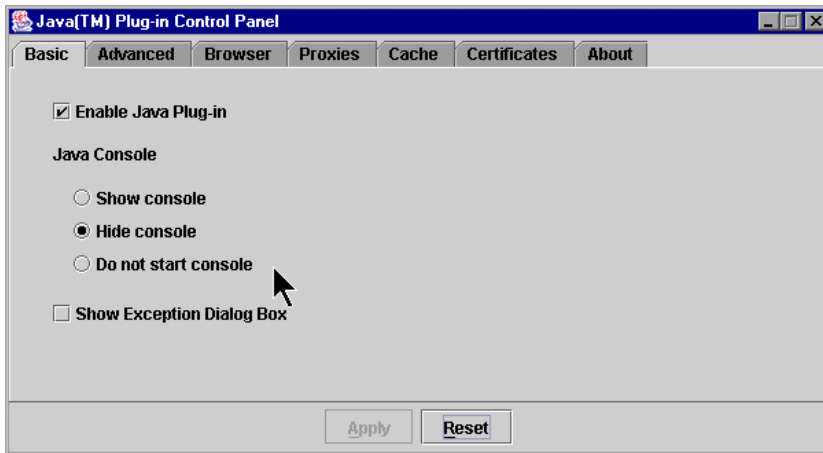 Java(TM) Plug-in Control Panel
Basic Advanced Browser Proxies Cache Certificates About
Enable Java Plug-in
Java Console
Show console
Hide console
Do not start console
Show Exception Dialog Box
Apply Reset